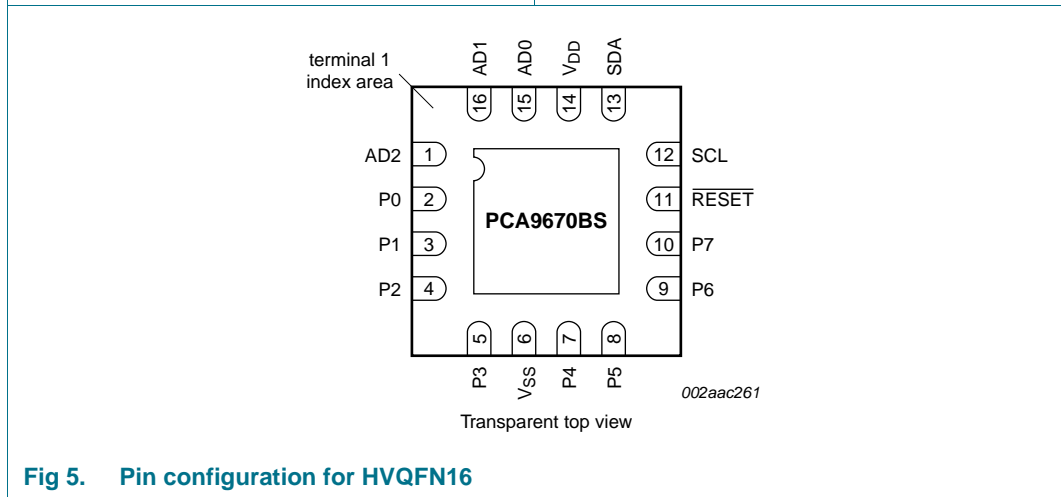 terminal 1
index area
AD1
AD0
VDD
SDA
16
15
14
13
AD2 1
12 SCL
P0 2
11 RESET
PCA9670BS
P1 3
10 P7
P2 4
9 P6
5
6
7
8
P3
VSS
P4
P5
002aac261
Transparent top view
Fig 5. Pin configuration for HVQFN16